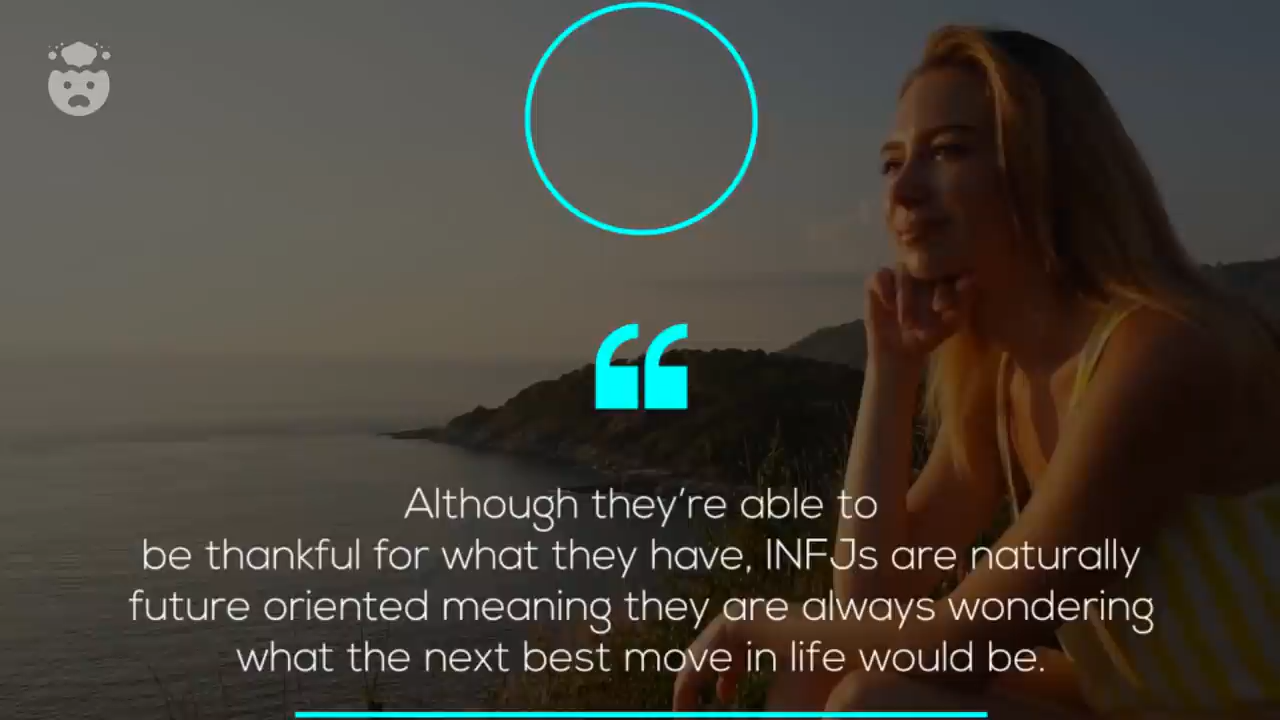 Although they're able to
be thankful for what they have, INFJs are naturally
future oriented meaning they are always wondering
what the next best move in life would be.